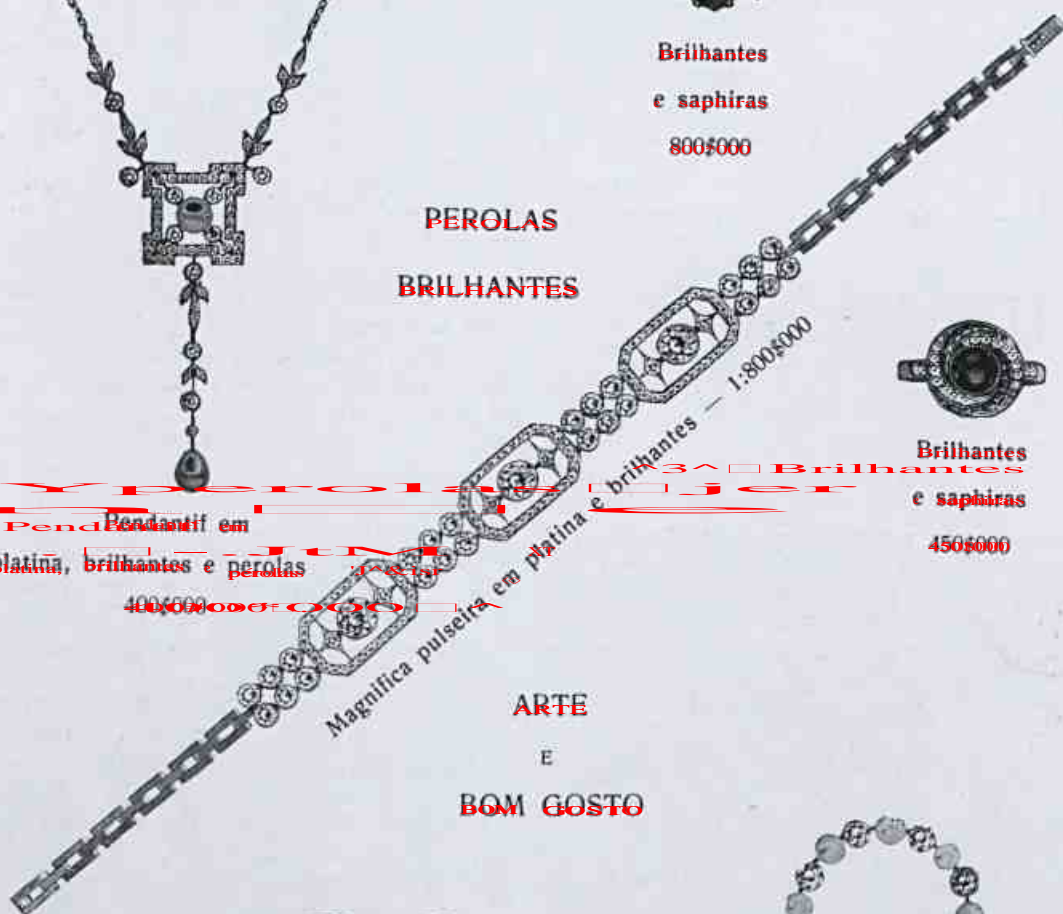 Brilhantes
e saphiras
800$000
PEROLAS
BRILHANTES
Magnifica pulseira em platina e brilhantes — 1:800$000
Brilhantes
e saphiras
450$000
Pendantif em
platina, brilhantes e perolas
400$000
ARTE
E
BOM GOSTO